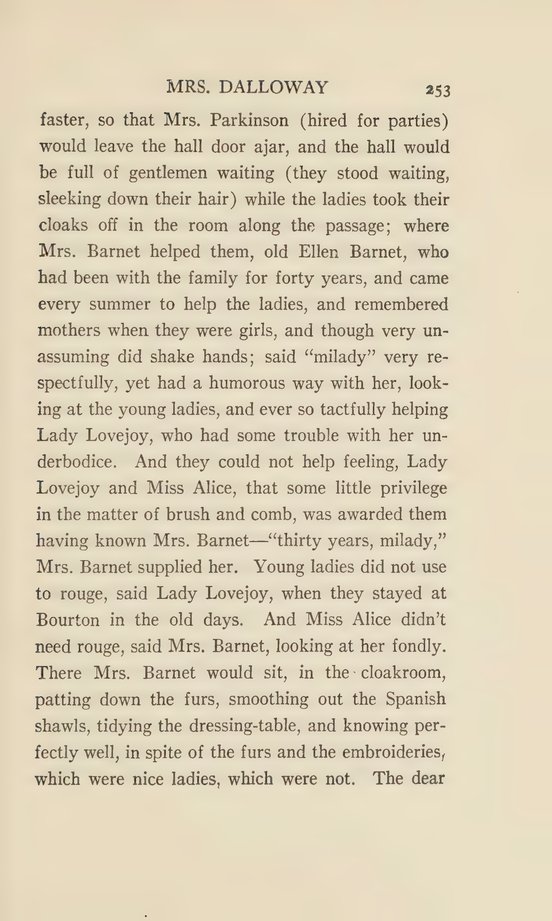 MRS. DALLOWAY 253
faster, so that Mrs. Parkinson (hired for parties)
would leave the hall door ajar, and the hall would
be full of gentlemen waiting (they stood waiting,
sleeking down their hair) while the ladies took their
cloaks off in the room along the passage; where
Mrs. Barnet helped them, old Ellen Barnet, who
had been with the family for forty years, and came
every summer to help the ladies, and remembered
mothers when they were girls, and though very un-
assuming did shake hands; said “milady” very re-
spectfully, yet had a humorous way with her, look-
ing at the young ladies, and ever so tactfully helping
Lady Lovejoy, who had some trouble with her un-
derbodice. And they could not help feeling, Lady
Lovejoy and Miss Alice, that some little privilege
in the matter of brush and comb, was awarded them
having known Mrs. Barnet—“thirty years, milady,”
Mrs. Barnet supplied her. Young ladies did not use
to rouge, said Lady Lovejoy, when they stayed at
Bourton in the old days. And Miss Alice didn’t
need rouge, said Mrs. Barnet, looking at her fondly.
There Mrs. Barnet would sit, in the cloakroom,
patting down the furs, smoothing out the Spanish
shawls, tidying the dressing-table, and knowing per-
fectly well, in spite of the furs and the embroideries,
which were nice ladies, which were not. The dear